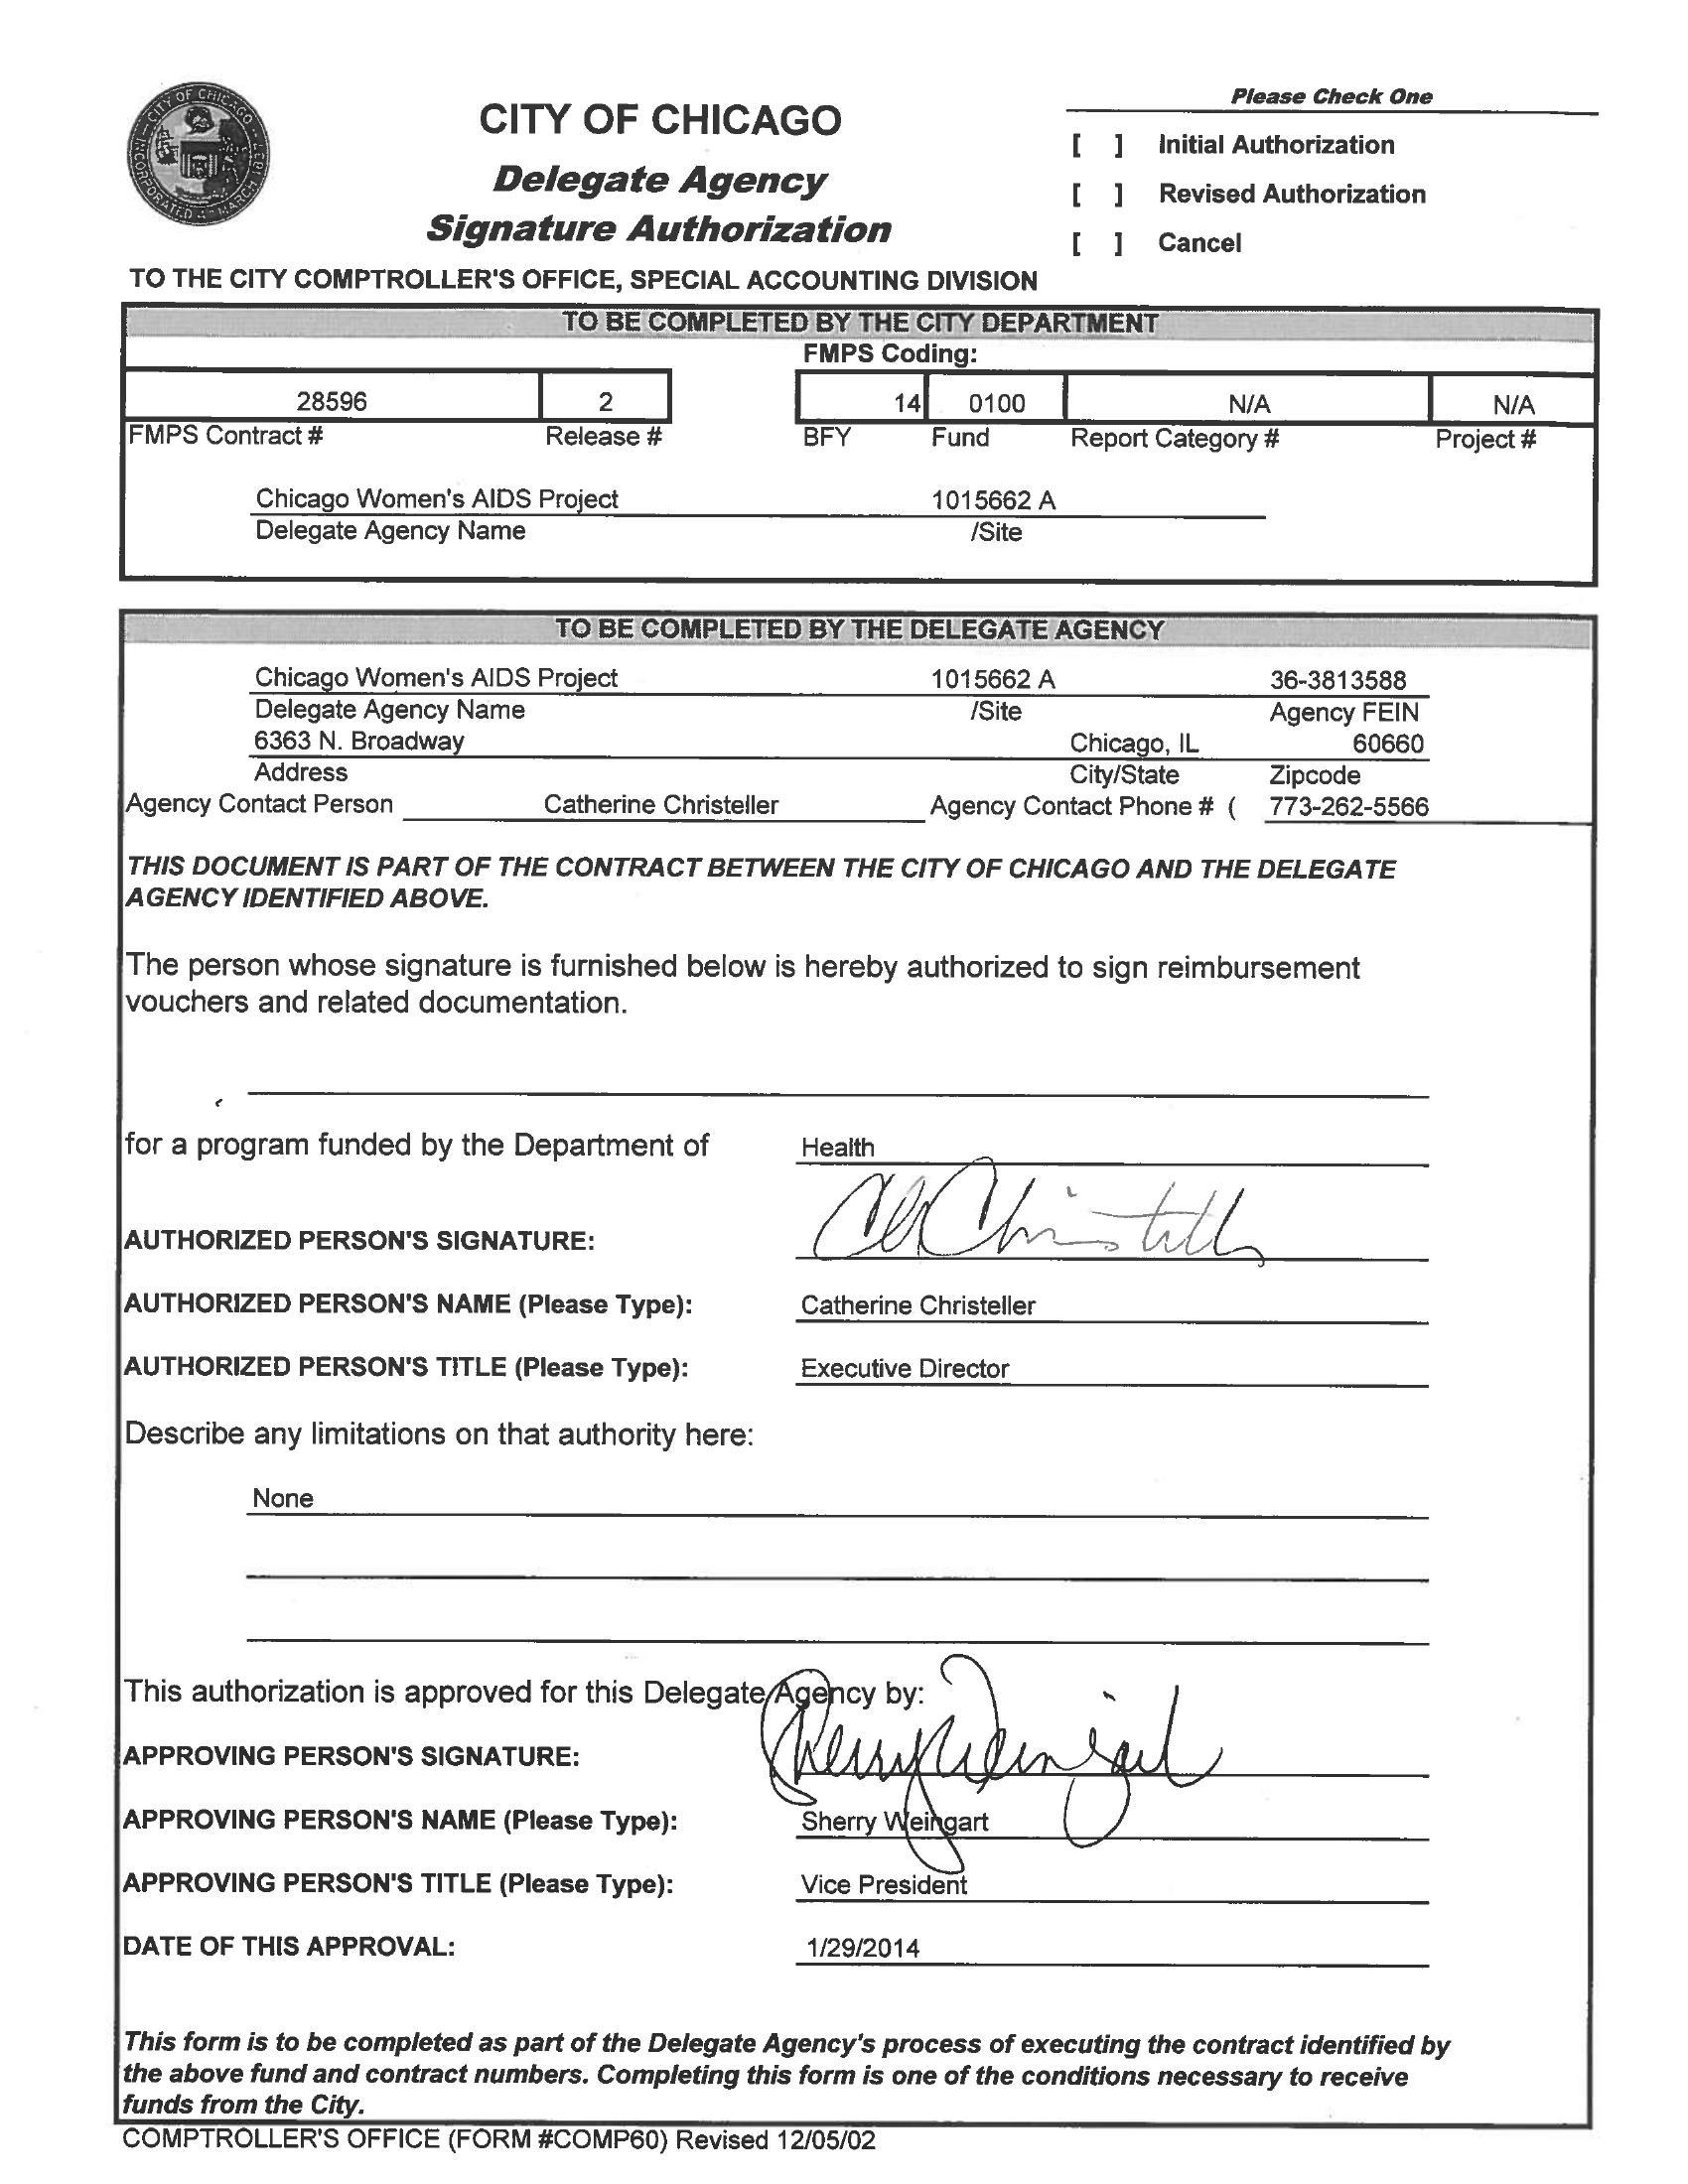 CITY OF CHICAGO
Delegate Agency
Signature Authorization
Please Check One
[ ] Initial Authorization
[ ] Revised Authorization
[ ] Cancel
TO THE CITY COMPTROLLER'S OFFICE, SPECIAL ACCOUNTING DIVISION
TO BE COMPLETED BY THE CITY DEPARTMENT
FMPS Coding:
28596 2 14 0100 N/A N/A
FMPS Contract # Release # BFY Fund Report Category # Project #
Chicago Women's AIDS Project 1015662 A
Delegate Agency Name /Site
TO BE COMPLETED BY THE DELEGATE AGENCY
Chicago Women's AIDS Project 1015662 A 36-3813588
Delegate Agency Name /Site Agency FEIN
6363 N. Broadway Chicago, IL 60660
Address City/State Zipcode
Agency Contact Person Catherine Christeller Agency Contact Phone # ( 773-262-5566
THIS DOCUMENT IS PART OF THE CONTRACT BETWEEN THE CITY OF CHICAGO AND THE DELEGATE
AGENCY IDENTIFIED ABOVE.
The person whose signature is furnished below is hereby authorized to sign reimbursement
vouchers and related documentation.
for a program funded by the Department of Health
AUTHORIZED PERSON'S SIGNATURE:
AUTHORIZED PERSON'S NAME (Please Type): Catherine Christeller
AUTHORIZED PERSON'S TITLE (Please Type): Executive Director
Describe any limitations on that authority here:
None
This authorization is approved for this Delegate Agency by:
APPROVING PERSON'S SIGNATURE: Sherry Weingart
APPROVING PERSON'S NAME (Please Type): Sherry Weingart
APPROVING PERSON'S TITLE (Please Type): Vice President
DATE OF THIS APPROVAL: 1/29/2014
This form is to be completed as part of the Delegate Agency's process of executing the contract identified by
the above fund and contract numbers. Completing this form is one of the conditions necessary to receive
funds from the City.
COMPTROLLER'S OFFICE (FORM #COMP60) Revised 12/05/02